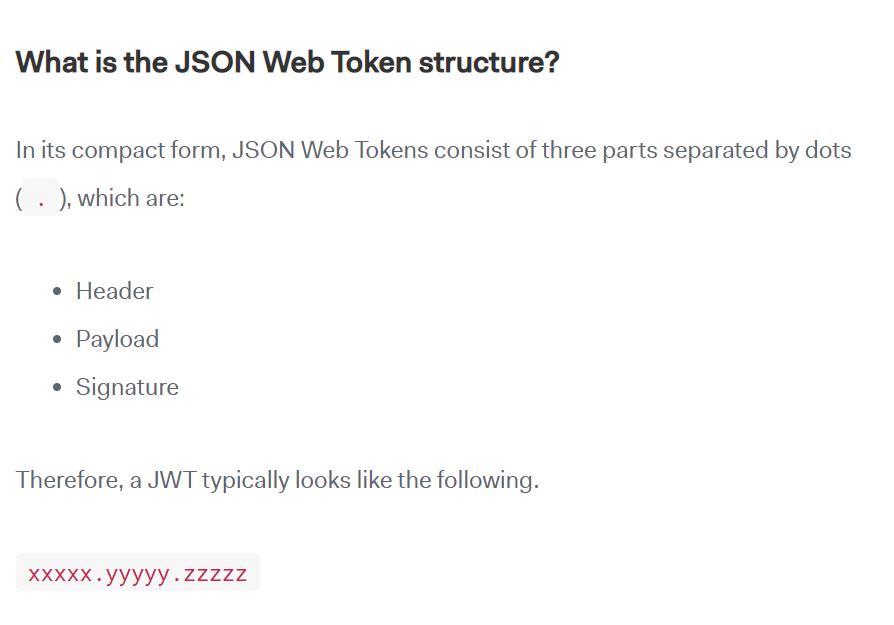 What is the JSON Web Token structure?
In its compact form, JSON Web Tokens consist of three parts separated by dots
( . ), which are:
• Header
• Payload
• Signature
Therefore, a JWT typically looks like the following.
xxxxx.yyyyy.zzzzz